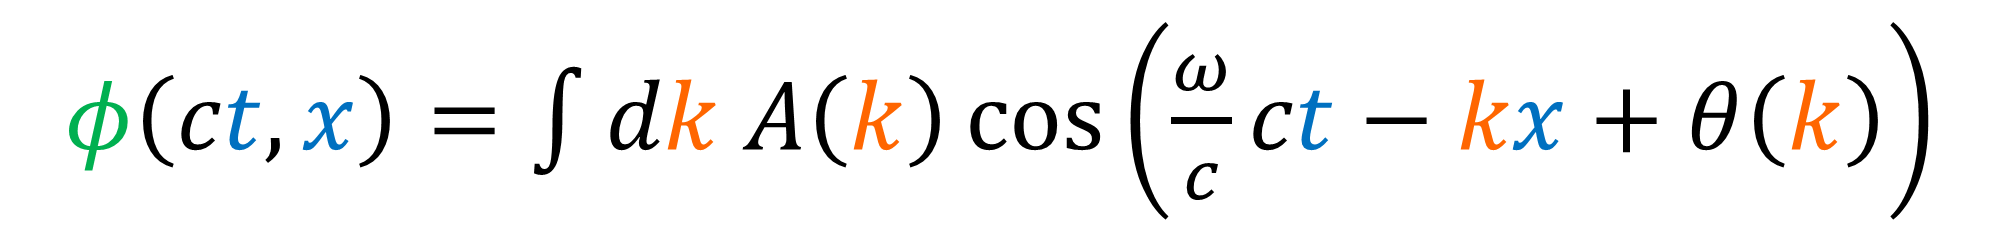 ϕ(ct, x) = ∫ dk A(k) cos(ω/c ct − kx + θ(k))